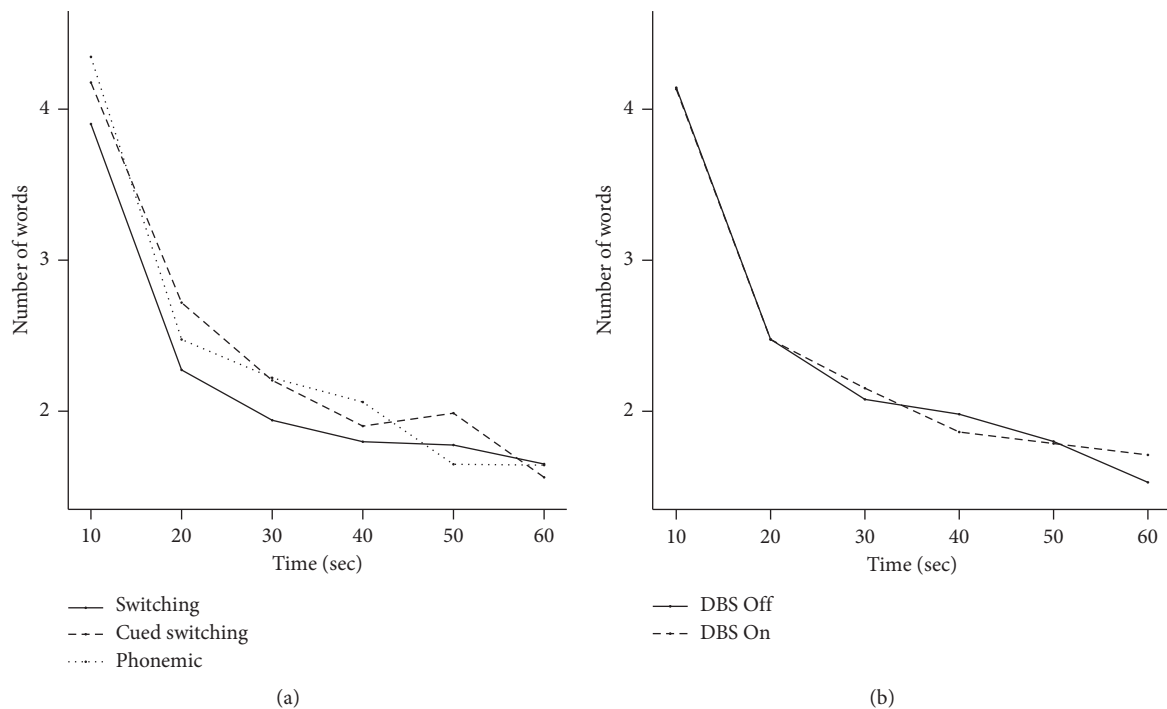 4
3
2
Number of words
10 20 30 40 50 60
Time (sec)
Switching
Cued switching
Phonemic
(a)
4
3
2
Number of words
10 20 30 40 50 60
Time (sec)
DBS Off
DBS On
(b)